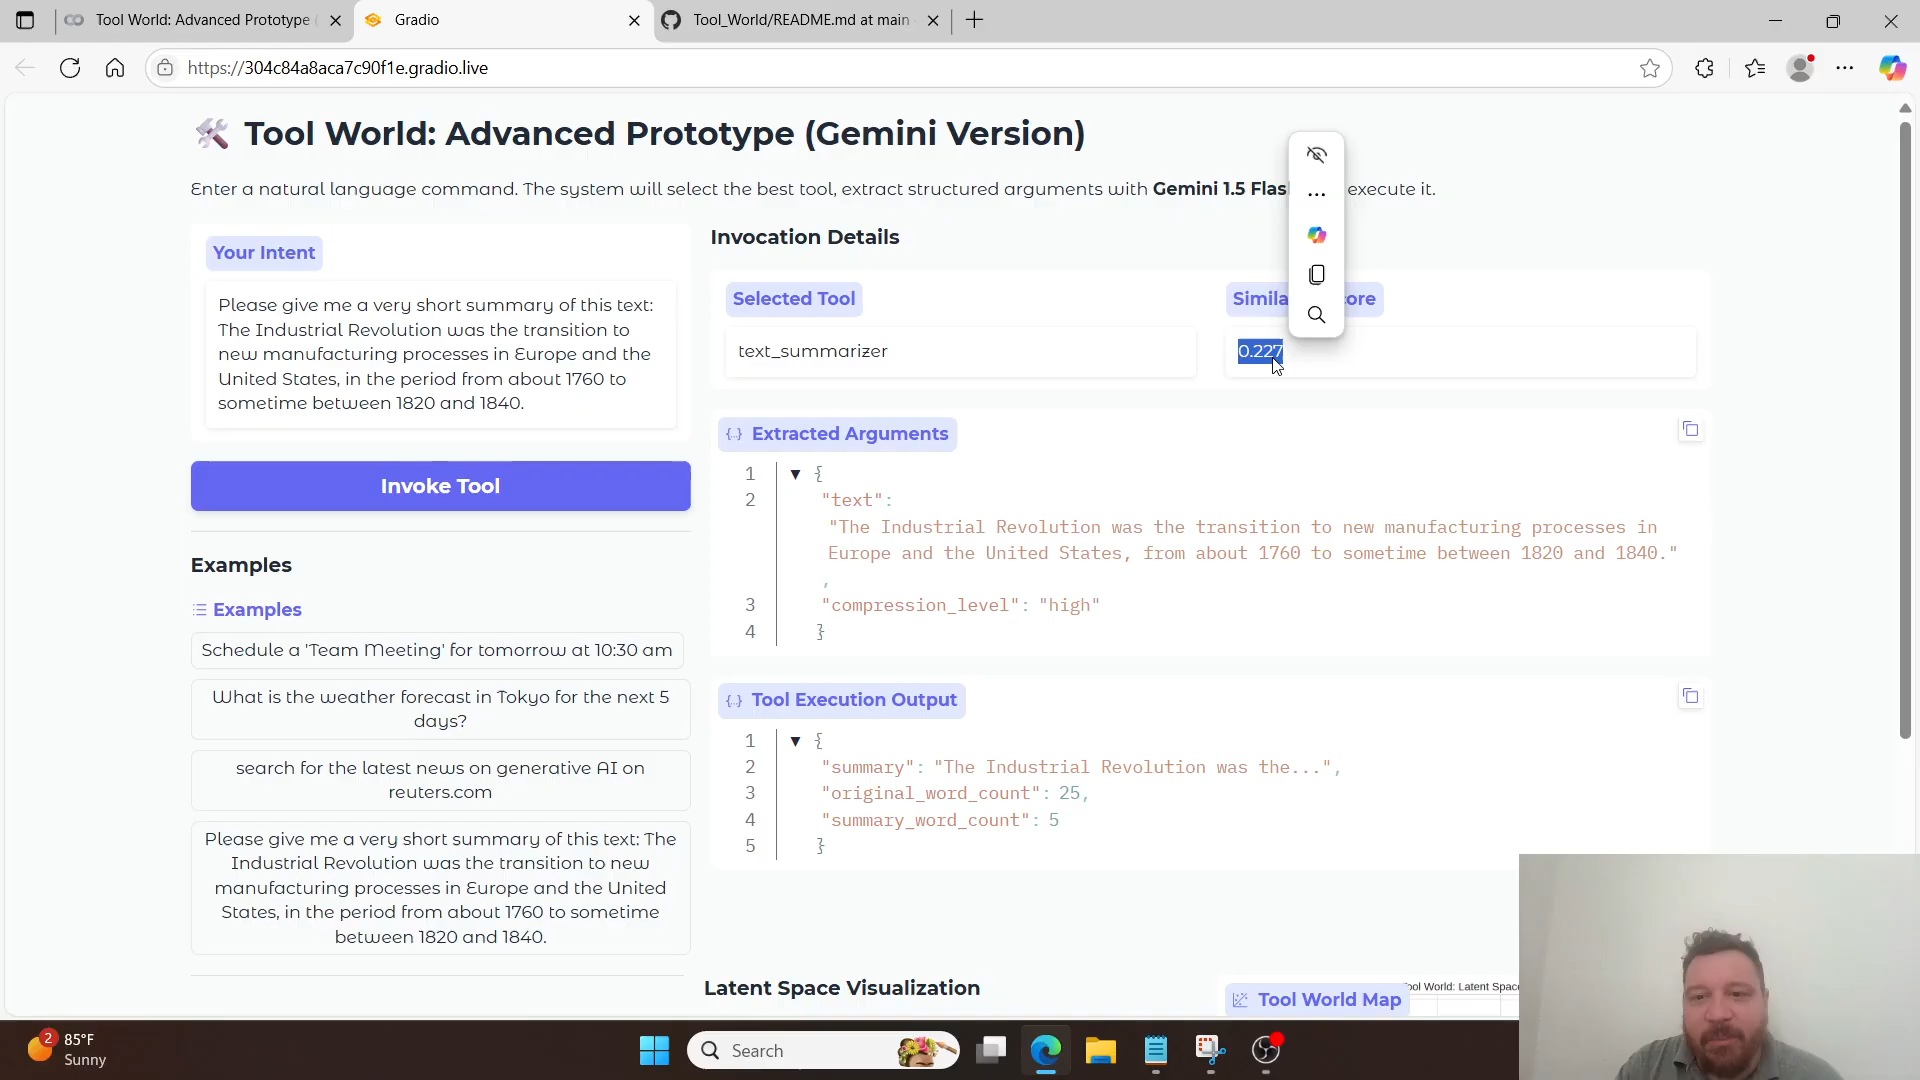 Tool World: Advanced Prototype
Gradio
Tool_World/README.md at main
https://304c84a8aca7c90f1e.gradio.live
🛠 Tool World: Advanced Prototype (Gemini Version)
Enter a natural language command. The system will select the best tool, extract structured arguments with Gemini 1.5 Flas execute it.
Your Intent
Please give me a very short summary of this text:
The Industrial Revolution was the transition to
new manufacturing processes in Europe and the
United States, in the period from about 1760 to
sometime between 1820 and 1840.
Invoke Tool
Examples
Examples
Schedule a 'Team Meeting' for tomorrow at 10:30 am
What is the weather forecast in Tokyo for the next 5
days?
search for the latest news on generative AI on
reuters.com
Please give me a very short summary of this text: The
Industrial Revolution was the transition to new
manufacturing processes in Europe and the United
States, in the period from about 1760 to sometime
between 1820 and 1840.
Invocation Details
Selected Tool
text_summarizer
Simila ore
0.227
Extracted Arguments
1 ▼ {
2 "text":
"The Industrial Revolution was the transition to new manufacturing processes in
Europe and the United States, from about 1760 to sometime between 1820 and 1840."
,
3 "compression_level": "high"
4 }
Tool Execution Output
1 ▼ {
2 "summary": "The Industrial Revolution was the...",
3 "original_word_count": 25,
4 "summary_word_count": 5
5 }
Latent Space Visualization
Tool World Map
ool World: Latent Space
2
85°F
Sunny
Search